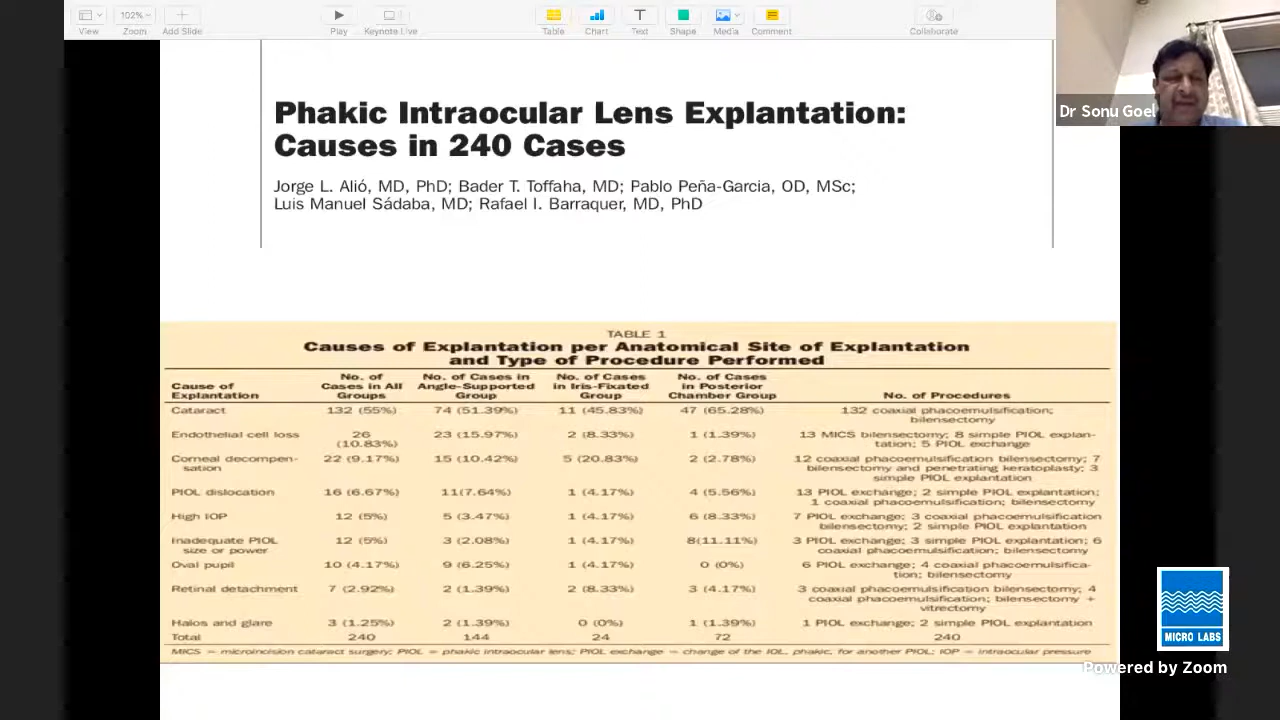 102%
View
Zoom
Add Slide
Play
Keynote Live
Table
Chart
Text
Shape
Media
Comment
Collaborate
Dr Sonu Goel
Phakic Intraocular Lens Explantation:
Causes in 240 Cases
Jorge L. Alió, MD, PhD; Bader T. Toffaha, MD; Pablo Peña-Garcia, OD, MSc;
Luis Manuel Sádaba, MD; Rafael I. Barraquer, MD, PhD
TABLE 1
Causes of Explantation per Anatomical Site of Explantation
and Type of Procedure Performed
Cause of Explantation No. of Cases in All Groups No. of Cases in Angle-Supported Group No. of Cases in Iris-Fixated Group No. of Cases in Posterior Chamber Group No. of Procedures
Cataract 132 (55%) 74 (51.39%) 11 (45.83%) 47 (65.28%) 132 coaxial phacoemulsification;
bilensectomy
Endothelial cell loss 26 (10.83%) 23 (15.97%) 2 (8.33%) 1 (1.39%) 13 MICS bilensectomy; 8 simple PIOL explan-
tation; 5 PIOL exchange
Corneal decompen-
sation 22 (9.17%) 15 (10.42%) 5 (20.83%) 2 (2.78%) 12 coaxial phacoemulsification bilensectomy; 7
bilensectomy and penetrating keratoplasty; 3
simple PIOL explantation
PIOL dislocation 16 (6.67%) 11(7.64%) 1 (4.17%) 4 (5.56%) 13 PIOL exchange; 2 simple PIOL explantation;
1 coaxial phacoemulsification; bilensectomy
High IOP 12 (5%) 5 (3.47%) 1 (4.17%) 6 (8.33%) 7 PIOL exchange; 3 coaxial phacoemulsification
bilensectomy; 2 simple PIOL explantation
Inadequate PIOL
size or power 12 (5%) 3 (2.08%) 1 (4.17%) 8(11.11%) 3 PIOL exchange; 3 simple PIOL explantation; 6
coaxial phacoemulsification; bilensectomy
Oval pupil 10 (4.17%) 9 (6.25%) 1 (4.17%) 0 (0%) 6 PIOL exchange; 4 coaxial phacoemulsifica-
tion; bilensectomy
Retinal detachment 7 (2.92%) 2 (1.39%) 2 (8.33%) 3 (4.17%) 3 coaxial phacoemulsification bilensectomy; 4
coaxial phacoemulsification; bilensectomy +
vitrectomy
Halos and glare 3 (1.25%) 2 (1.39%) 0 (0%) 1 (1.39%) 1 PIOL exchange; 2 simple PIOL explantation
Total 240 144 24 72 240
MICS = microincision cataract surgery; PIOL = phakic intraocular lens; PIOL exchange = change of the IOL, phakic, for another PIOL; IOP = intraocular pressure
MICRO LABS
Powered by Zoom